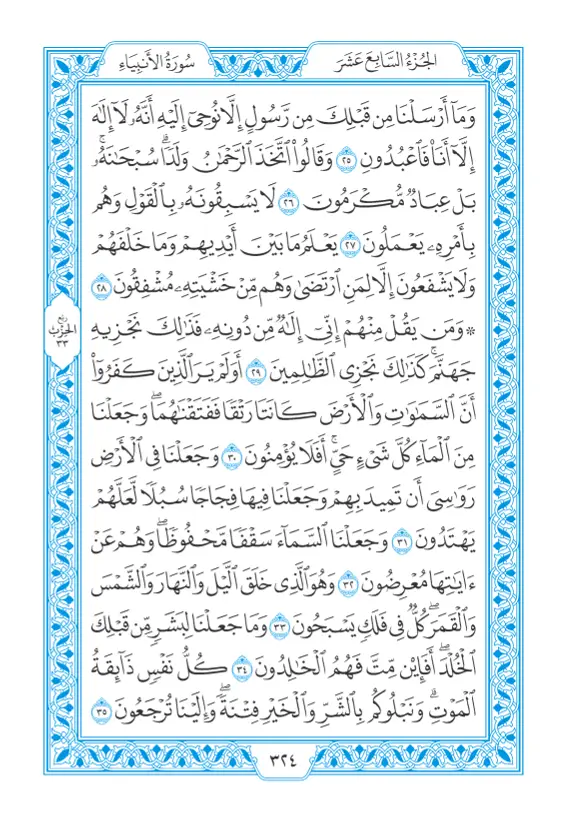 الجُزْءُ السَّابِعَ عَشَرَ
سُورَةُ الأَنبِيَاءِ
وَمَآ أَرۡسَلۡنَا مِن قَبۡلِكَ مِن رَّسُولٍ إِلَّا نُوحِيٓ إِلَيۡهِ أَنَّهُۥ لَآ إِلَٰهَ
إِلَّآ أَنَا۠ فَٱعۡبُدُونِ ٢٥ وَقَالُواْ ٱتَّخَذَ ٱلرَّحۡمَٰنُ وَلَدٗاۗ سُبۡحَٰنَهُۥۚ
بَلۡ عِبَادٞ مُّكۡرَمُونَ ٢٦ لَا يَسۡبِقُونَهُۥ بِٱلۡقَوۡلِ وَهُم
بِأَمۡرِهِۦ يَعۡمَلُونَ ٢٧ يَعۡلَمُ مَا بَيۡنَ أَيۡدِيهِمۡ وَمَا خَلۡفَهُمۡ
وَلَا يَشۡفَعُونَ إِلَّا لِمَنِ ٱرۡتَضَىٰ وَهُم مِّنۡ خَشۡيَتِهِۦ مُشۡفِقُونَ ٢٨
۞ وَمَن يَقُلۡ مِنۡهُمۡ إِنِّيٓ إِلَٰهٞ مِّن دُونِهِۦ فَذَٰلِكَ نَجۡزِيهِ
جَهَنَّمَۚ كَذَٰلِكَ نَجۡزِي ٱلظَّٰلِمِينَ ٢٩ أَوَلَمۡ يَرَ ٱلَّذِينَ كَفَرُوٓاْ
أَنَّ ٱلسَّمَٰوَٰتِ وَٱلۡأَرۡضَ كَانَتَا رَتۡقٗا فَفَتَقۡنَٰهُمَاۖ وَجَعَلۡنَا
مِنَ ٱلۡمَآءِ كُلَّ شَيۡءٍ حَيٍّۚ أَفَلَا يُؤۡمِنُونَ ٣٠ وَجَعَلۡنَا فِي ٱلۡأَرۡضِ
رَوَٰسِيَ أَن تَمِيدَ بِهِمۡ وَجَعَلۡنَا فِيهَا فِجَاجٗا سُبُلٗا لَّعَلَّهُمۡ
يَهۡتَدُونَ ٣١ وَجَعَلۡنَا ٱلسَّمَآءَ سَقۡفٗا مَّحۡفُوظٗاۖ وَهُمۡ عَنۡ
ءَايَٰتِهَا مُعۡرِضُونَ ٣٢ وَهُوَ ٱلَّذِي خَلَقَ ٱلَّيۡلَ وَٱلنَّهَارَ وَٱلشَّمۡسَ
وَٱلۡقَمَرَۖ كُلّٞ فِي فَلَكٖ يَسۡبَحُونَ ٣٣ وَمَا جَعَلۡنَا لِبَشَرٖ مِّن قَبۡلِكَ
ٱلۡخُلۡدَۖ أَفَإِيْن مِّتَّ فَهُمُ ٱلۡخَٰلِدُونَ ٣٤ كُلُّ نَفۡسٖ ذَآئِقَةُ
ٱلۡمَوۡتِۗ وَنَبۡلُوكُم بِٱلشَّرِّ وَٱلۡخَيۡرِ فِتۡنَةٗۖ وَإِلَيۡنَا تُرۡجَعُونَ ٣٥
ربع
الحزب
٣٣
٣٢٤